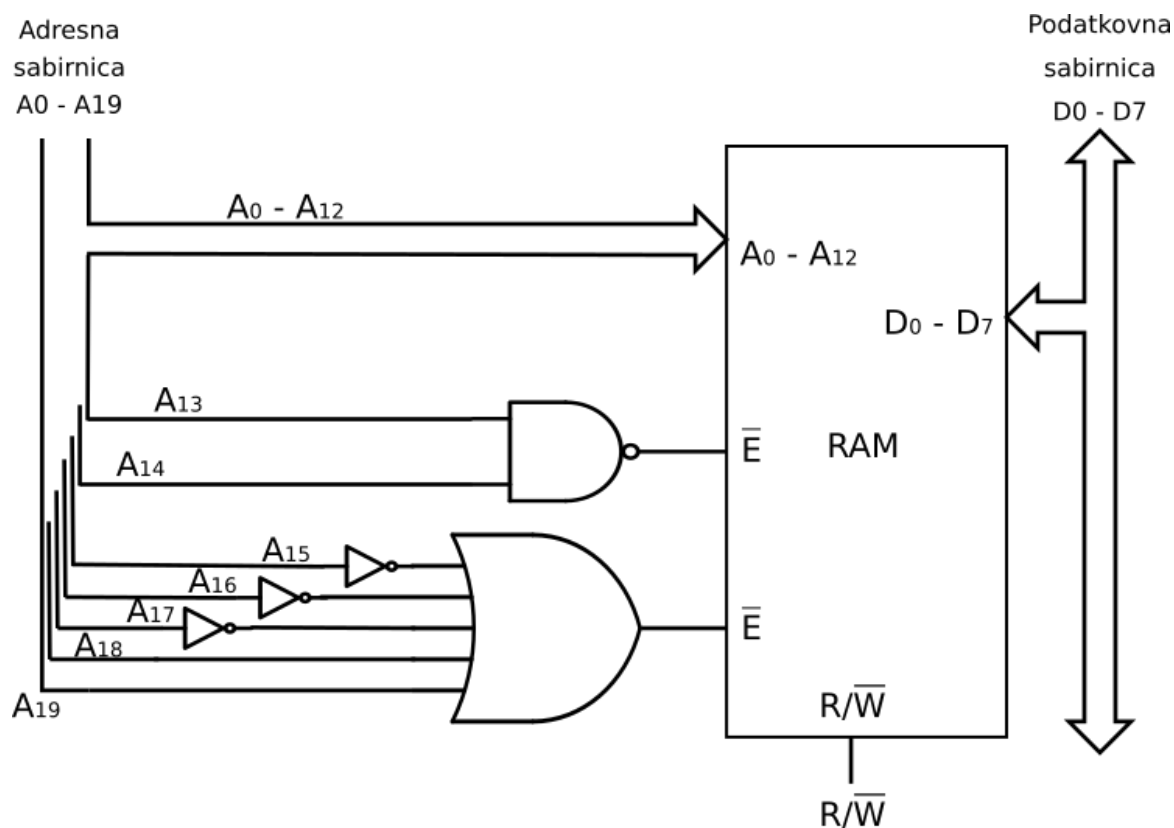 Adresna
sabirnica
A0 - A19
Podatkovna
sabirnica
D0 - D7
A0 - A12
A0 - A12
D0 - D7
A13
A14
E̅
RAM
A15
A16
A17
A18
A19
E̅
R/W̅
R/W̅